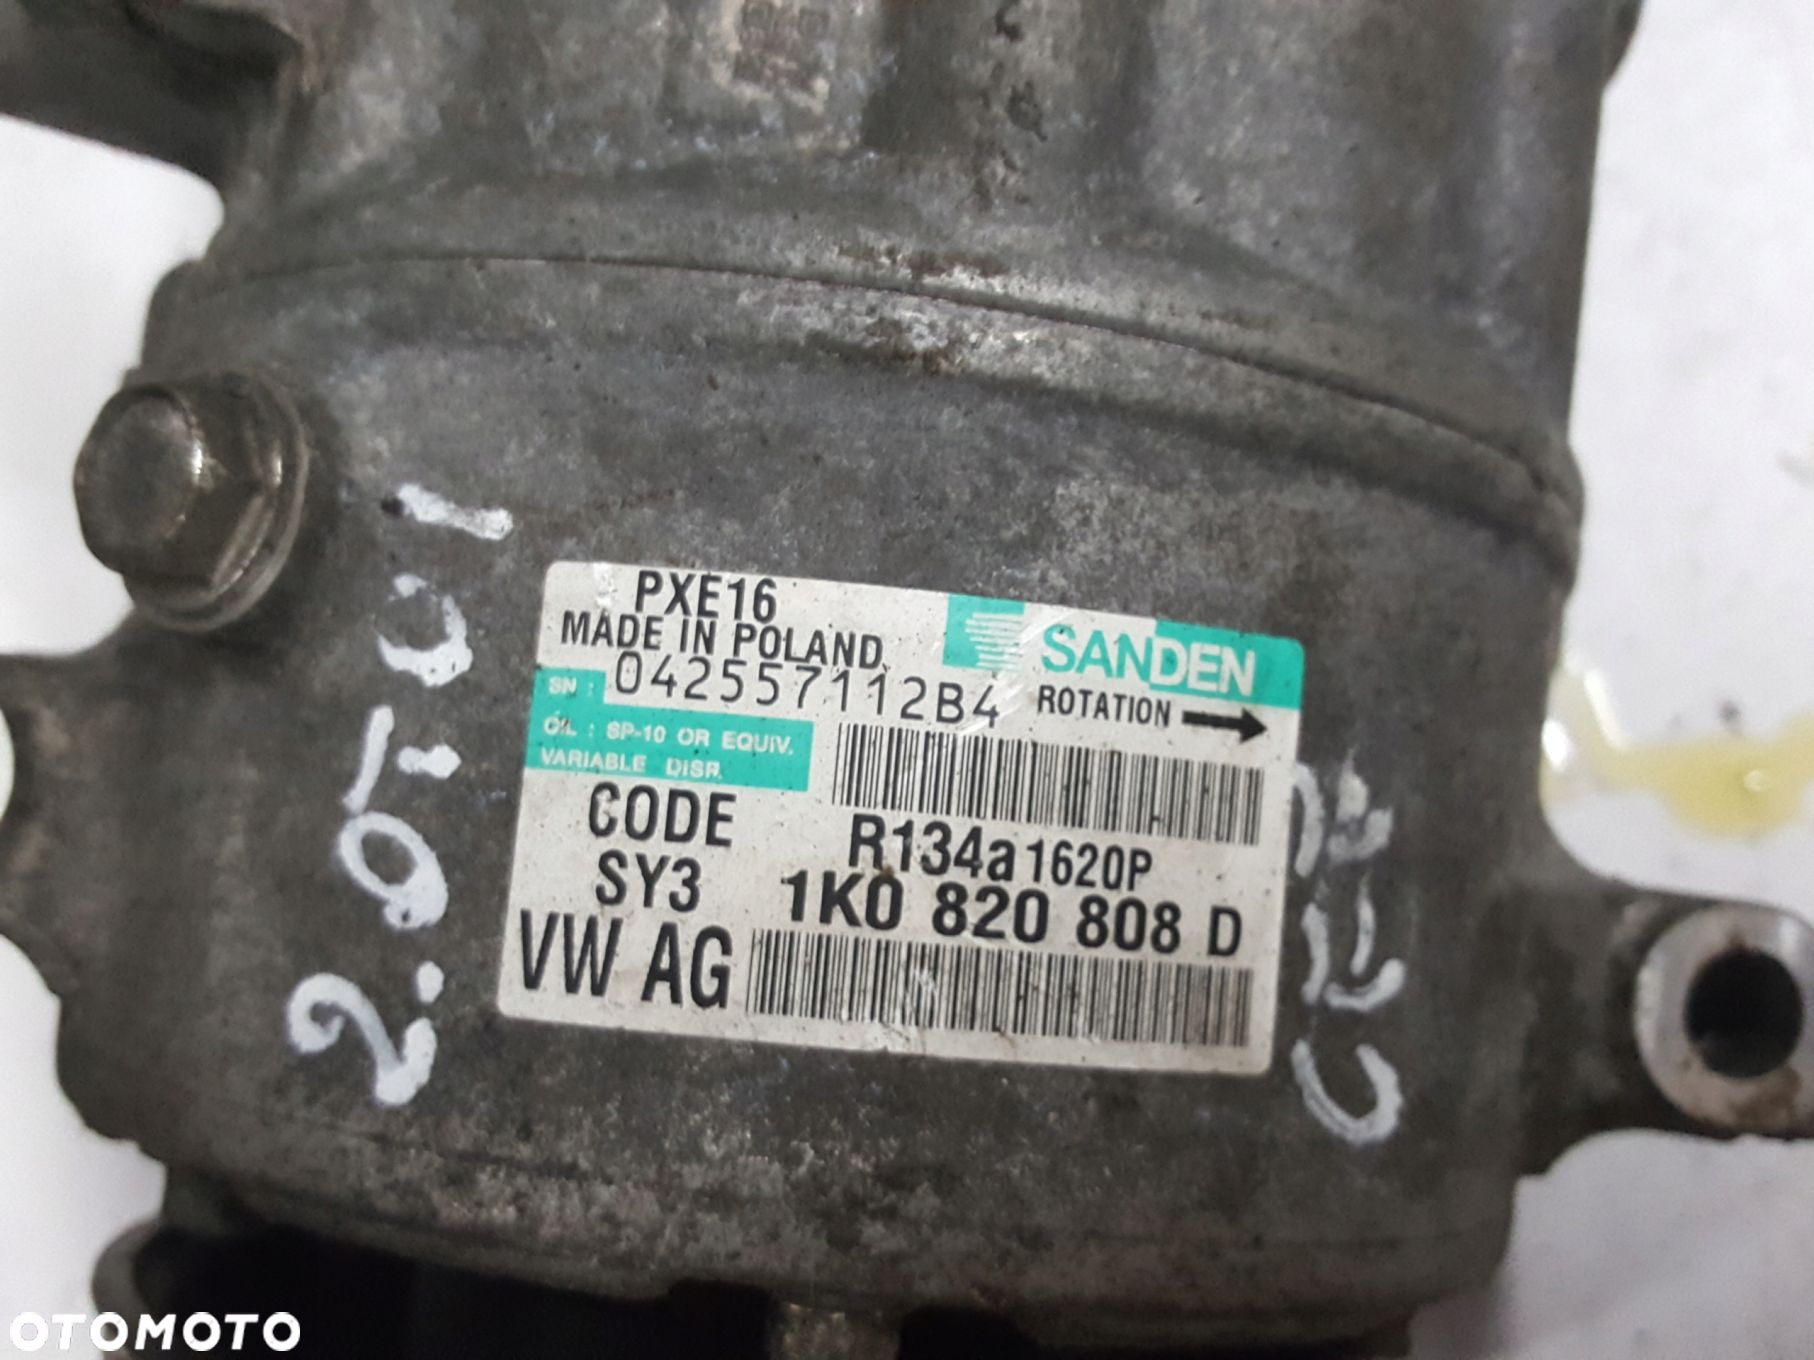 PXE16
MADE IN POLAND
SANDEN
SN : 042557112B4
ROTATION
OIL : SP-10 OR EQUIV.
VARIABLE DISP.
CODE
R134a 1620P
SY3
1K0 820 808 D
VW AG
2.0TCI
OTOMOTO